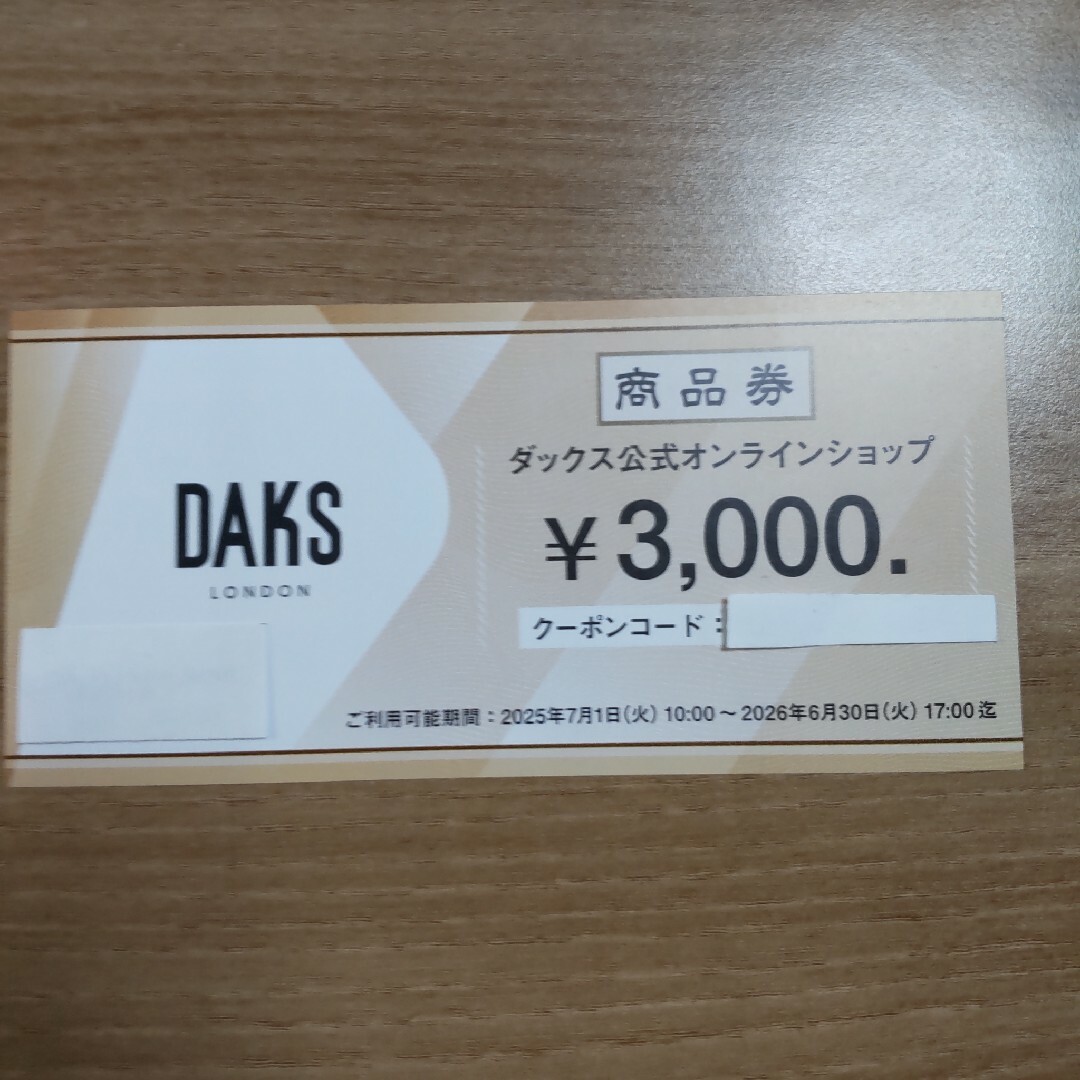 DAKS
LONDON
商品券
ダックス公式オンラインショップ
¥3,000.
クーポンコード：
ご利用可能期間：2025年7月1日(火) 10:00～2026年6月30日(火) 17:00迄